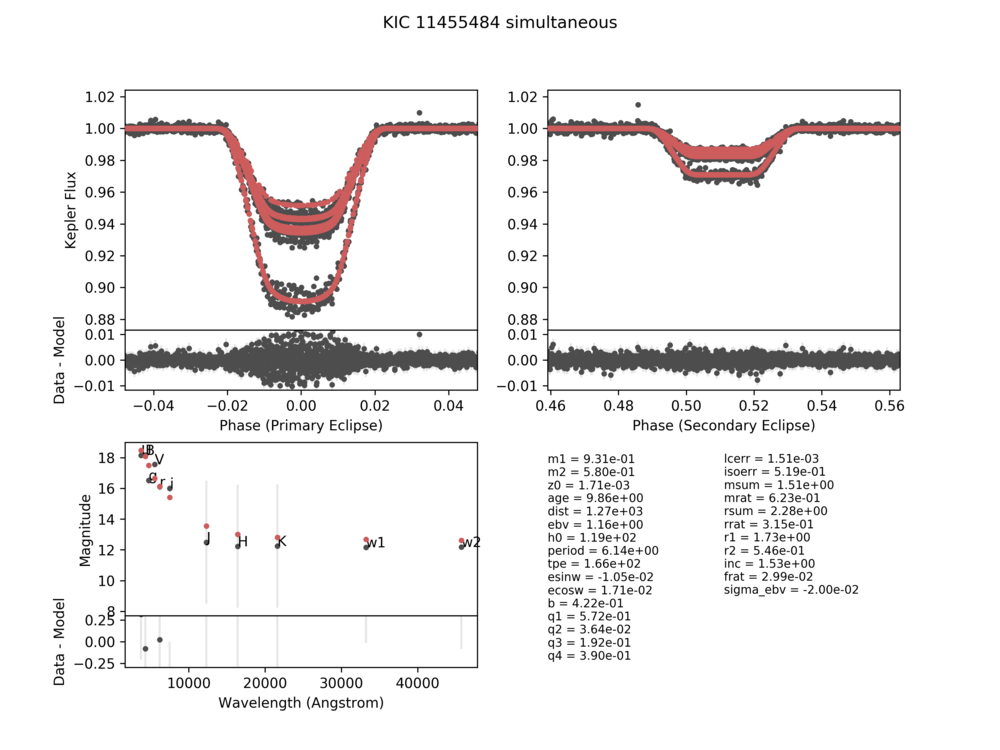 KIC 11455484 simultaneous
1.02
1.00
0.98
0.96
0.94
0.92
0.90
0.88
Kepler Flux
0.01
0.00
−0.01
Data - Model
−0.04 −0.02 0.00 0.02 0.04
Phase (Primary Eclipse)
1.02
1.00
0.98
0.96
0.94
0.92
0.90
0.88
0.01
0.00
−0.01
0.46 0.48 0.50 0.52 0.54 0.56
Phase (Secondary Eclipse)
18
16
14
12
10
8
Magnitude
B
V
g
r
i
J
H
K
w1
w2
0.25
0.00
−0.25
Data - Model
10000 20000 30000 40000
Wavelength (Angstrom)
m1 = 9.31e-01
m2 = 5.80e-01
z0 = 1.71e-03
age = 9.86e+00
dist = 1.27e+03
ebv = 1.16e+00
h0 = 1.19e+02
period = 6.14e+00
tpe = 1.66e+02
esinw = -1.05e-02
ecosw = 1.71e-02
b = 4.22e-01
q1 = 5.72e-01
q2 = 3.64e-02
q3 = 1.92e-01
q4 = 3.90e-01
lcerr = 1.51e-03
isoerr = 5.19e-01
msum = 1.51e+00
mrat = 6.23e-01
rsum = 2.28e+00
rrat = 3.15e-01
r1 = 1.73e+00
r2 = 5.46e-01
inc = 1.53e+00
frat = 2.99e-02
sigma_ebv = -2.00e-02